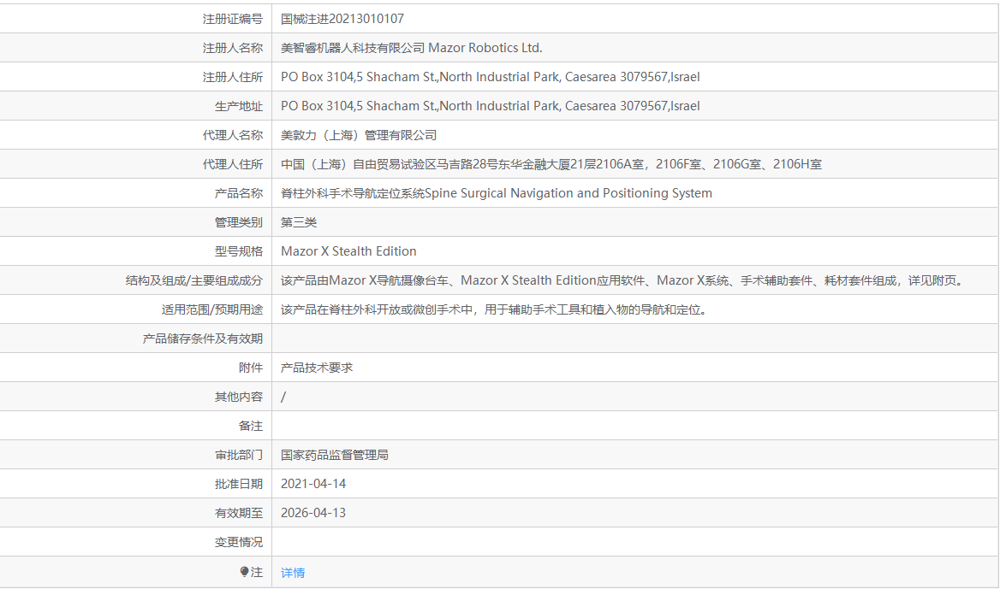 注册证编号 国械注进20213010107
注册人名称 美智睿机器人科技有限公司 Mazor Robotics Ltd.
注册人住所 PO Box 3104,5 Shacham St.,North Industrial Park, Caesarea 3079567,Israel
生产地址 PO Box 3104,5 Shacham St.,North Industrial Park, Caesarea 3079567,Israel
代理人名称 美敦力（上海）管理有限公司
代理人住所 中国（上海）自由贸易试验区马吉路28号东华金融大厦21层2106A室，2106F室、2106G室、2106H室
产品名称 脊柱外科手术导航定位系统Spine Surgical Navigation and Positioning System
管理类别 第三类
型号规格 Mazor X Stealth Edition
结构及组成/主要组成成分 该产品由Mazor X导航摄像台车、Mazor X Stealth Edition应用软件、Mazor X系统、手术辅助套件、耗材套件组成，详见附页。
适用范围/预期用途 该产品在脊柱外科开放或微创手术中，用于辅助手术工具和植入物的导航和定位。
产品储存条件及有效期
附件 产品技术要求
其他内容 /
备注
审批部门 国家药品监督管理局
批准日期 2021-04-14
有效期至 2026-04-13
变更情况
注 详情